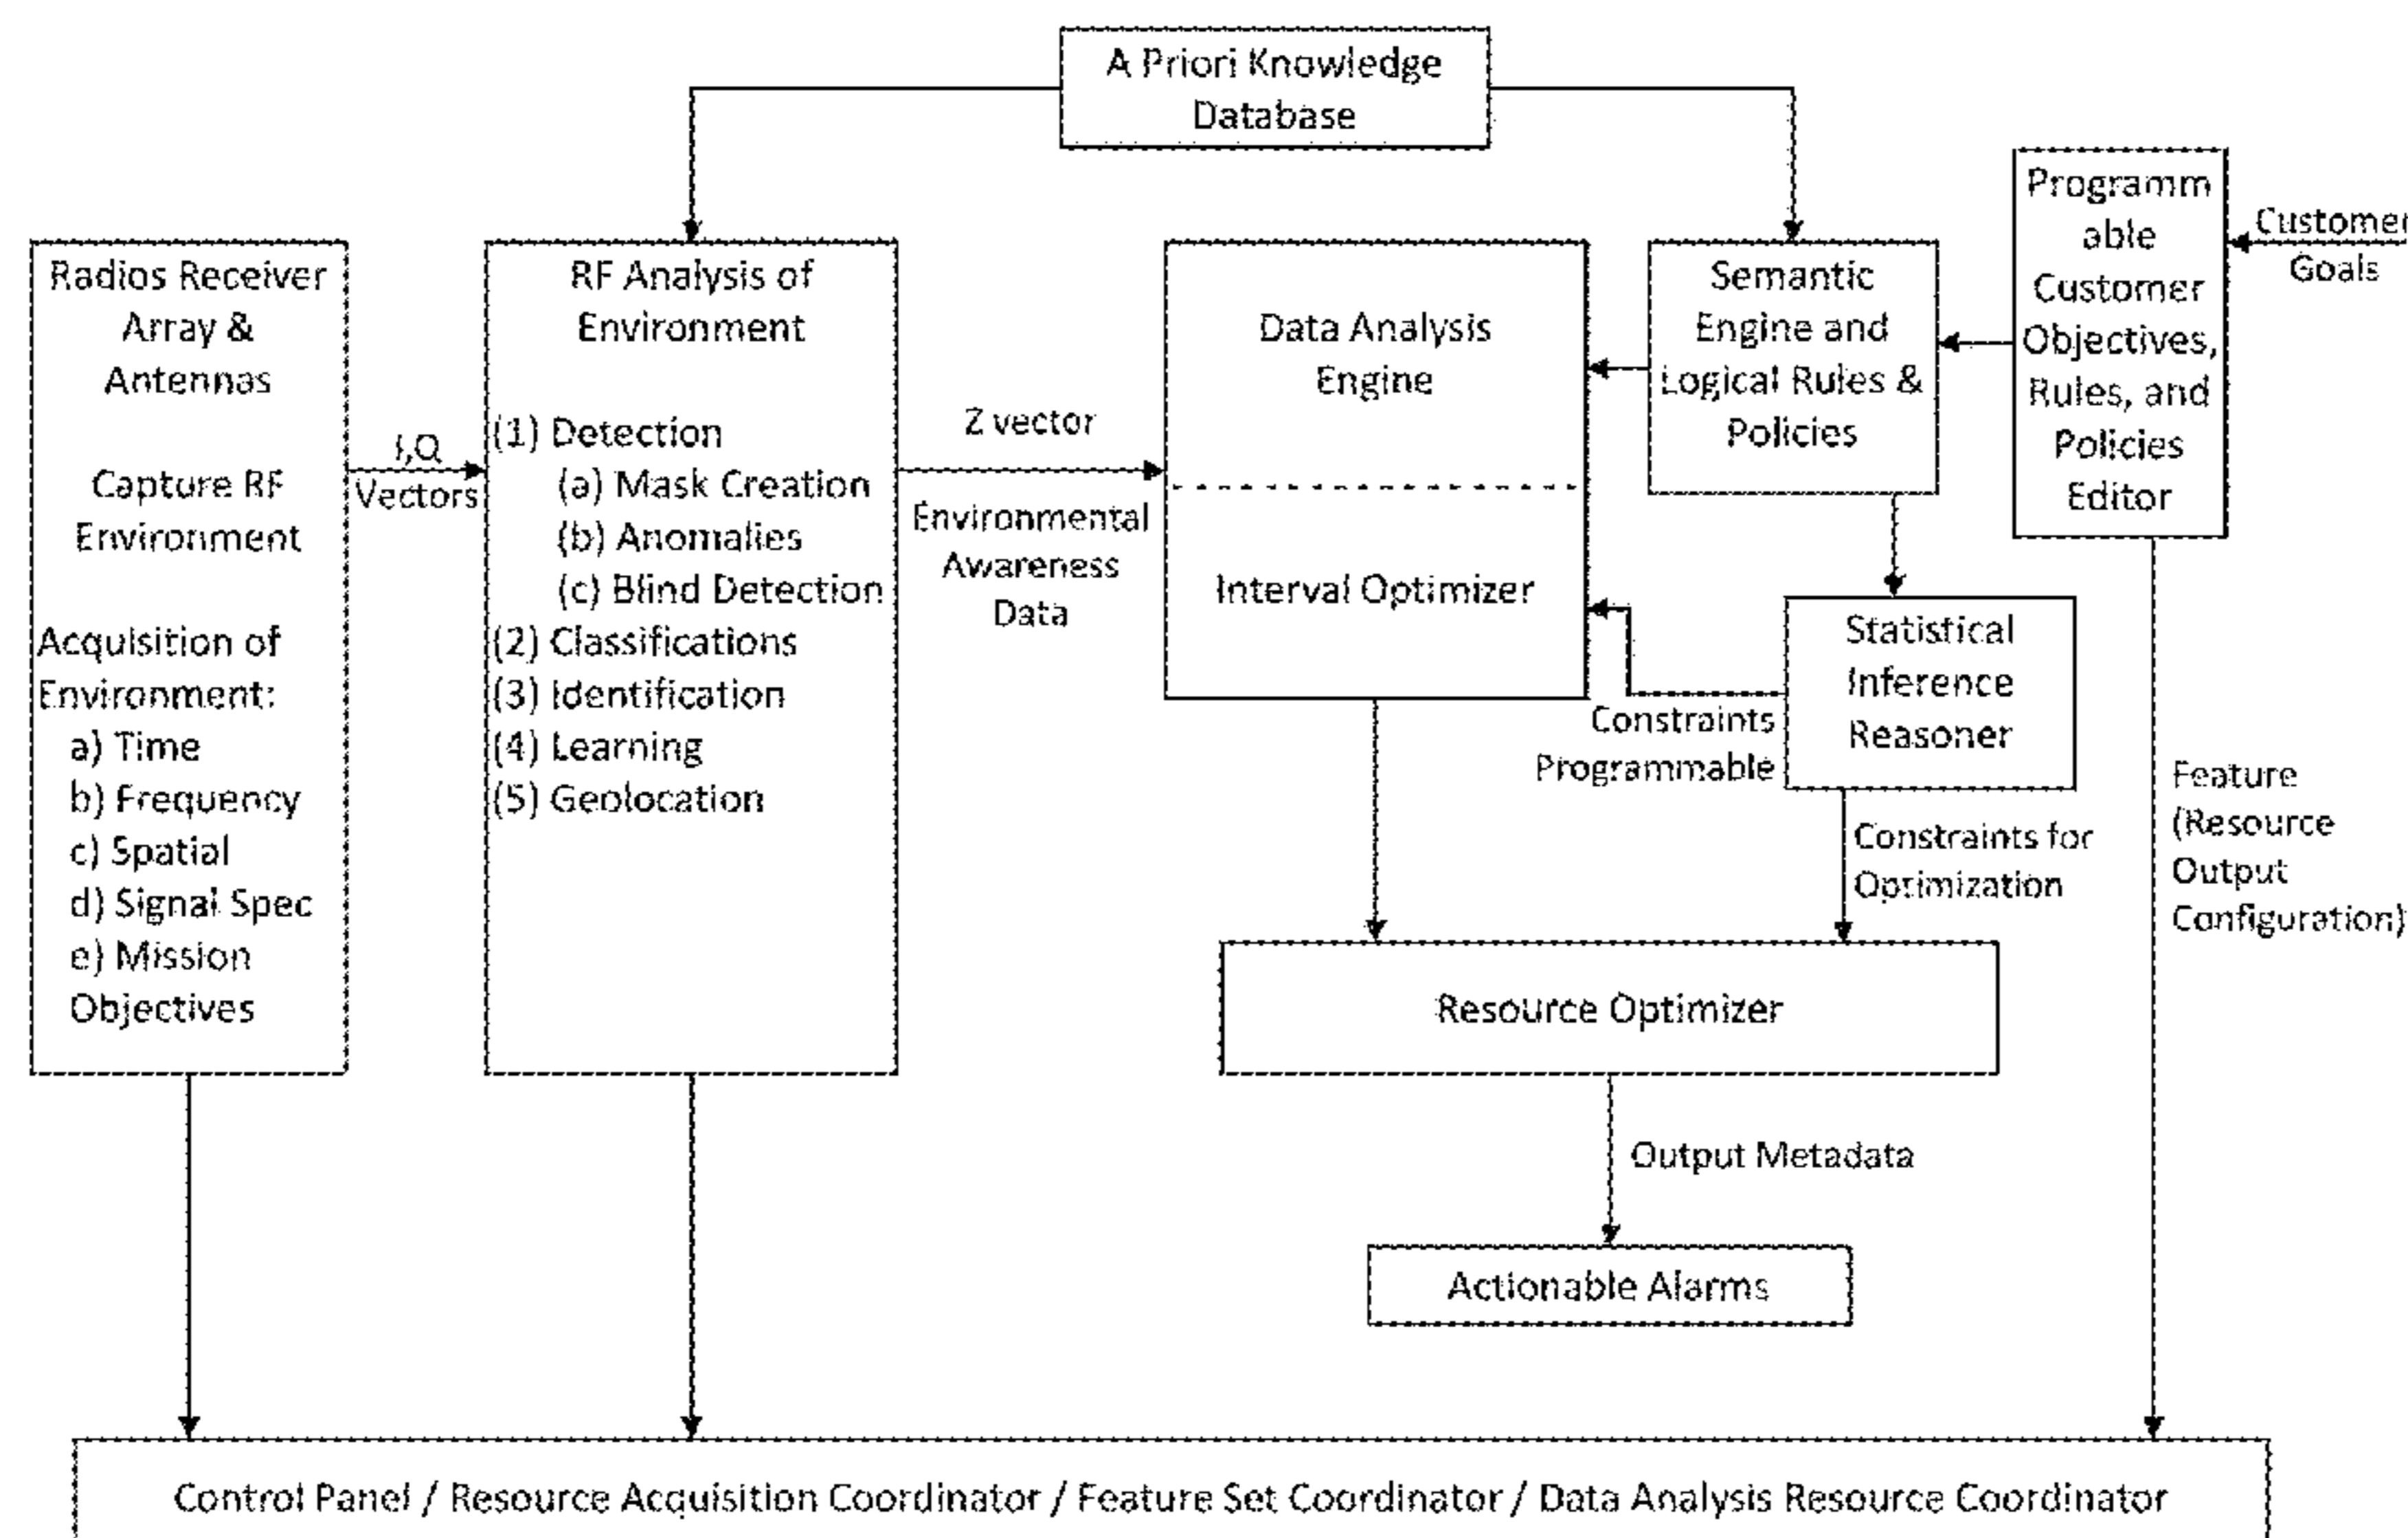 A Priori Knowledge
Database
Radios Receiver
Array &
Antennas
Capture RF
Environment
Acquisition of
Environment:
a) Time
b) Frequency
c) Spatial
d) Signal Spec
e) Mission
Objectives
I,Q
Vectors
RF Analysis of
Environment
(1) Detection
(a) Mask Creation
(b) Anomalies
(c) Blind Detection
(2) Classifications
(3) Identification
(4) Learning
(5) Geolocation
Z vector
Environmental
Awareness
Data
Data Analysis
Engine
Interval Optimizer
Semantic
Engine and
Logical Rules &
Policies
Programm
able
Customer
Objectives,
Rules, and
Policies
Editor
Customer
Goals
Statistical
Inference
Reasoner
Constraints
Programmable
Constraints for
Optimization
Feature
(Resource
Output
Configuration)
Resource Optimizer
Output Metadata
Actionable Alarms
Control Panel / Resource Acquisition Coordinator / Feature Set Coordinator / Data Analysis Resource Coordinator